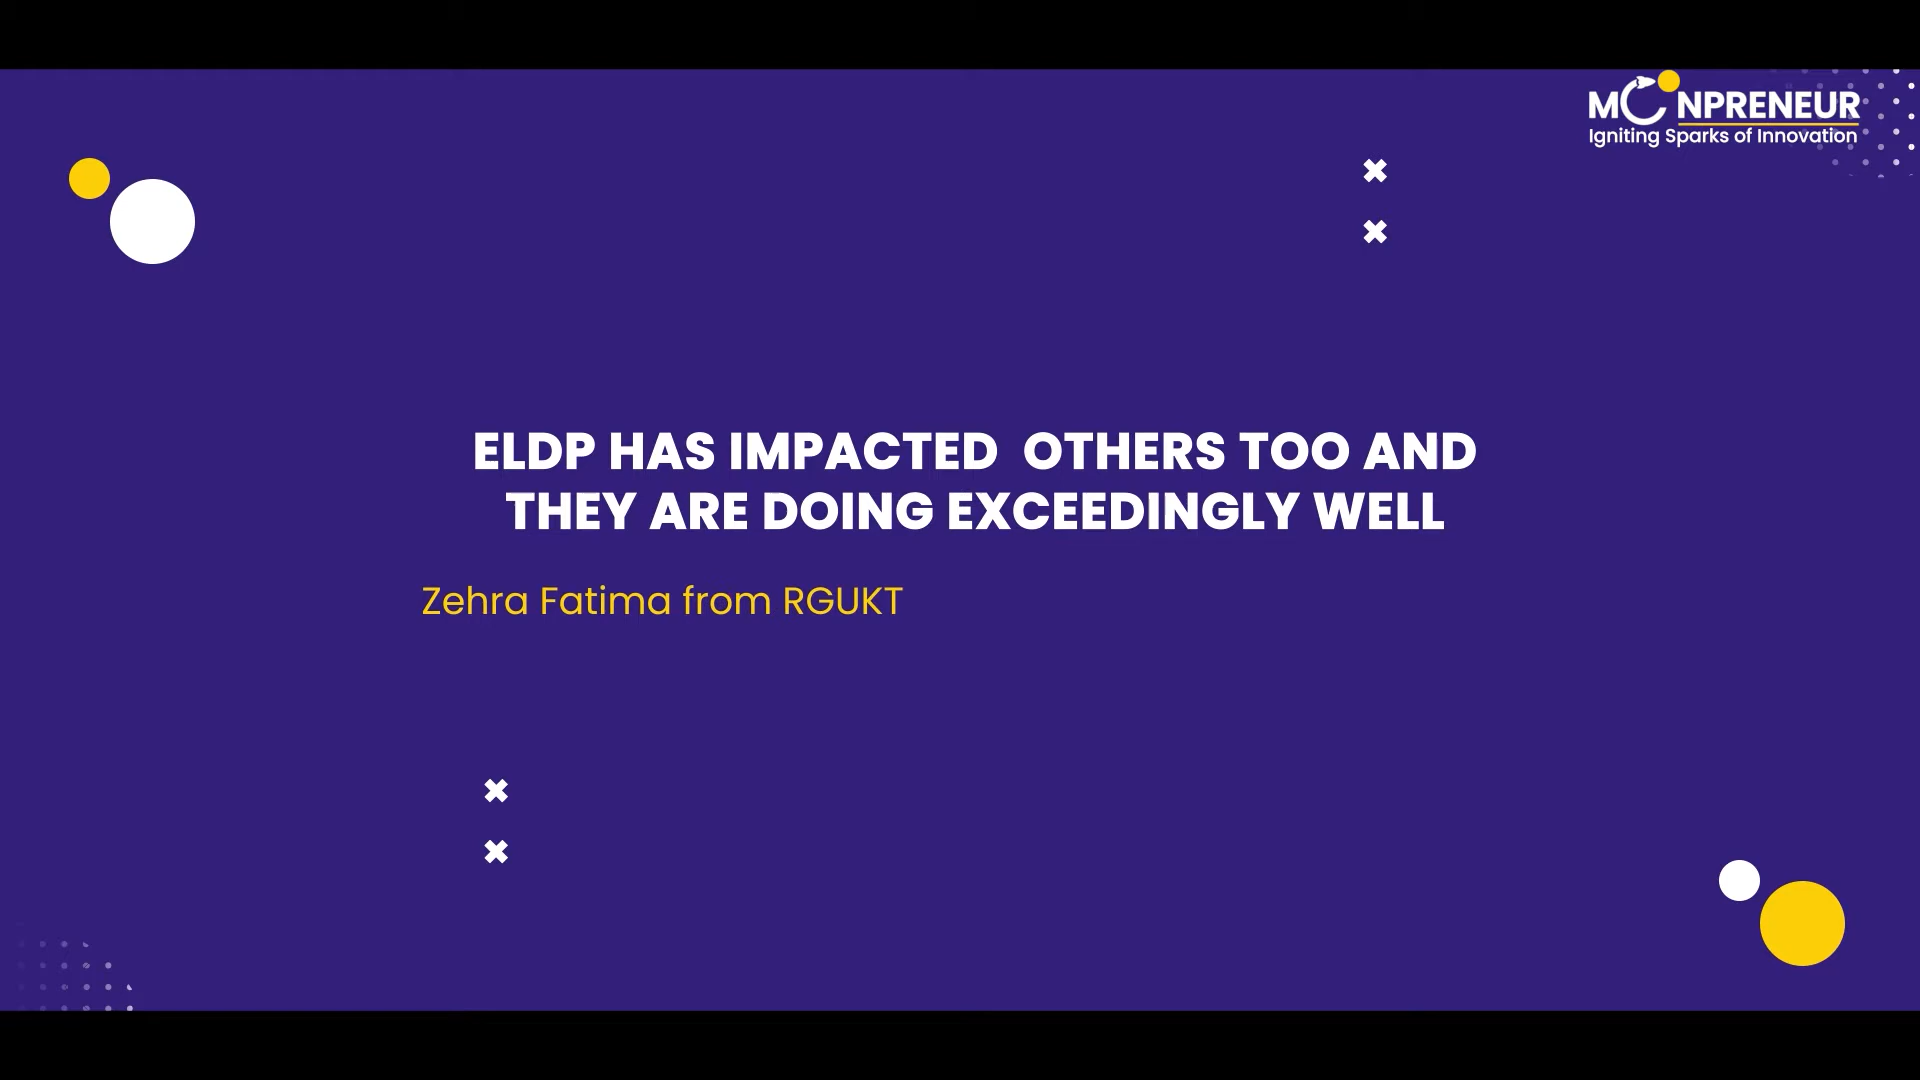 MOONPRENEUR
Igniting Sparks of Innovation
ELDP HAS IMPACTED  OTHERS TOO AND
THEY ARE DOING EXCEEDINGLY WELL
Zehra Fatima from RGUKT